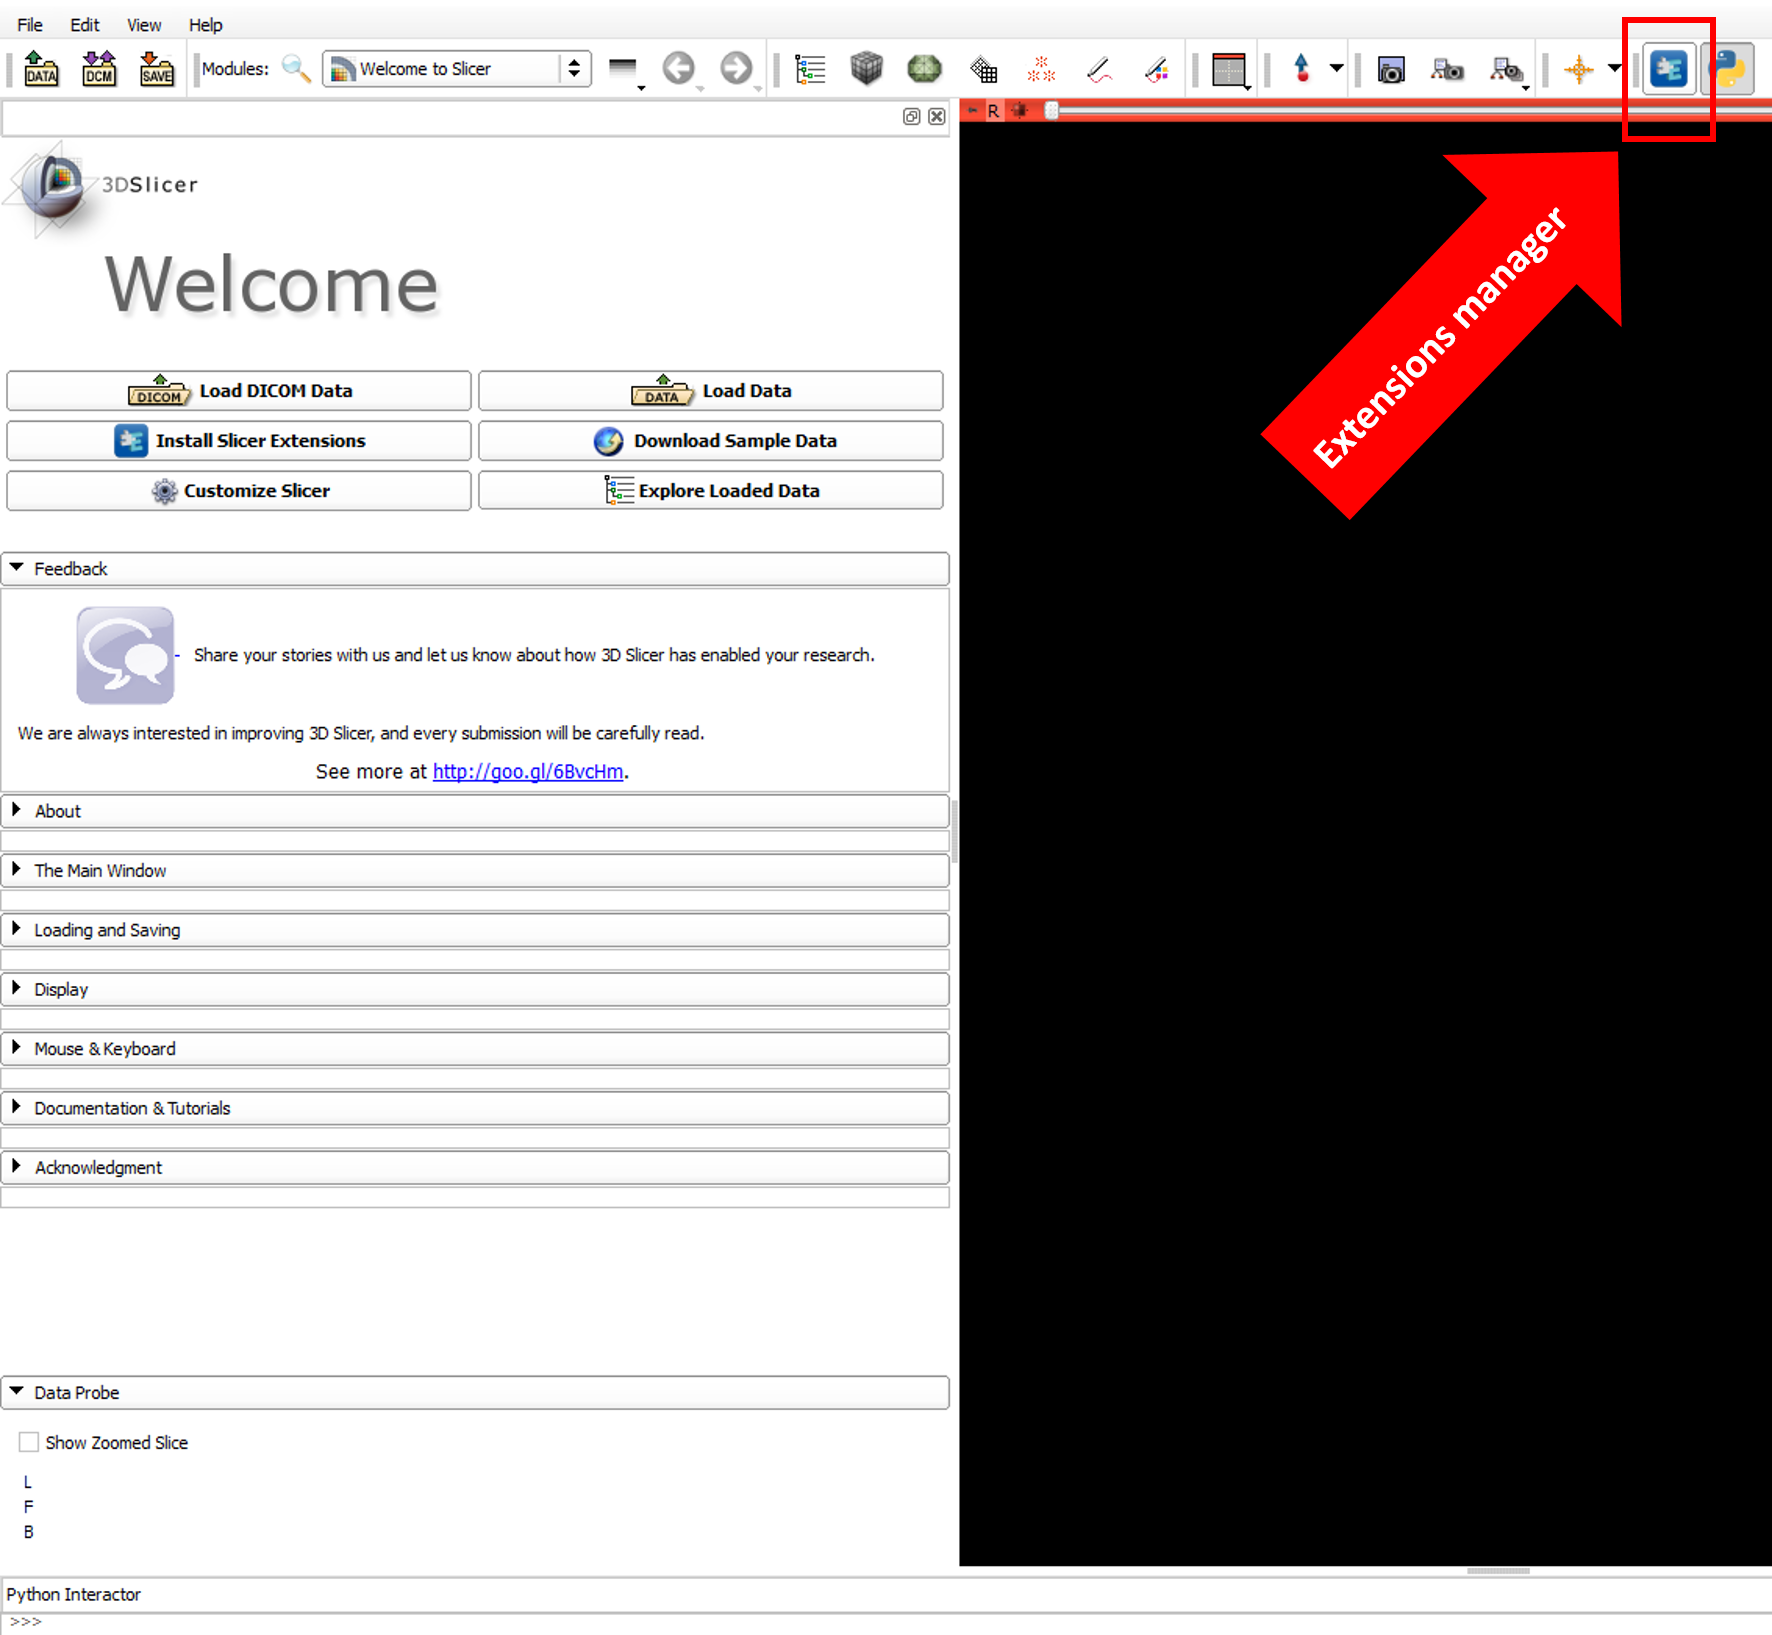 File Edit View Help
DATA DCM SAVE Modules: Welcome to Slicer
R
3DSlicer
Welcome
Extensions manager
DICOM Load DICOM Data DATA Load Data
Install Slicer Extensions Download Sample Data
Customize Slicer Explore Loaded Data
Feedback
Share your stories with us and let us know about how 3D Slicer has enabled your research.
We are always interested in improving 3D Slicer, and every submission will be carefully read.
See more at http://goo.gl/6BvcHm.
About
The Main Window
Loading and Saving
Display
Mouse & Keyboard
Documentation & Tutorials
Acknowledgment
Data Probe
Show Zoomed Slice
L
F
B
Python Interactor
>>>